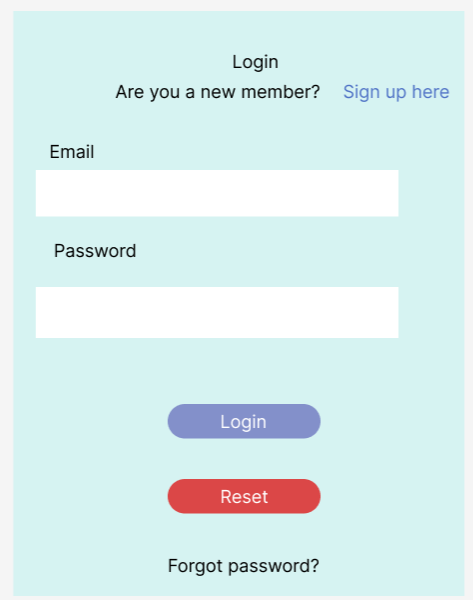 Login
Are you a new member? Sign up here
Email
Password
Login
Reset
Forgot password?